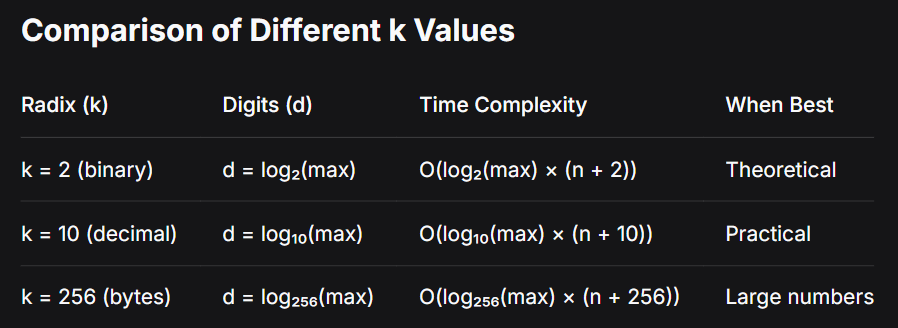 Comparison of Different k Values
Radix (k) Digits (d) Time Complexity When Best
k = 2 (binary) d = log₂(max) O(log₂(max) × (n + 2)) Theoretical
k = 10 (decimal) d = log₁₀(max) O(log₁₀(max) × (n + 10)) Practical
k = 256 (bytes) d = log₂₅₆(max) O(log₂₅₆(max) × (n + 256)) Large numbers